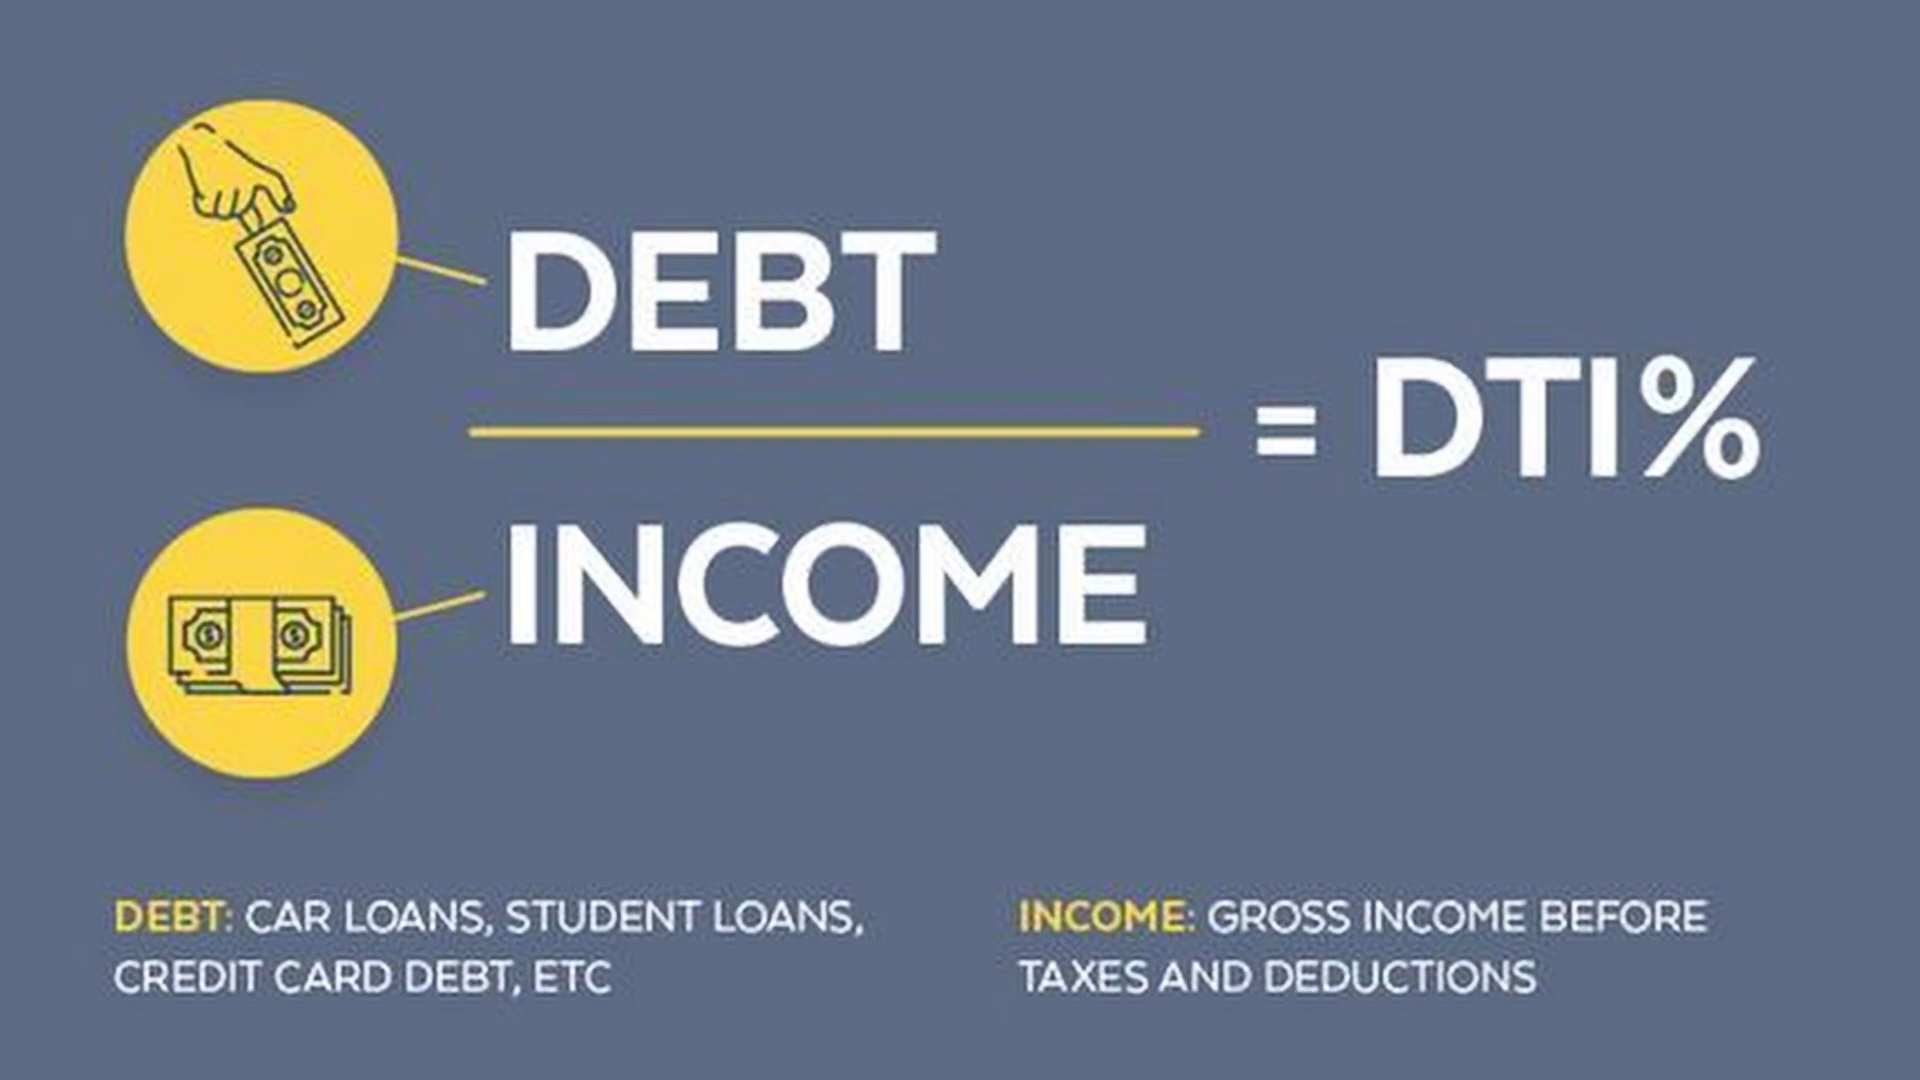 DEBT
= DTI%
INCOME
DEBT: CAR LOANS, STUDENT LOANS,
CREDIT CARD DEBT, ETC
INCOME: GROSS INCOME BEFORE
TAXES AND DEDUCTIONS